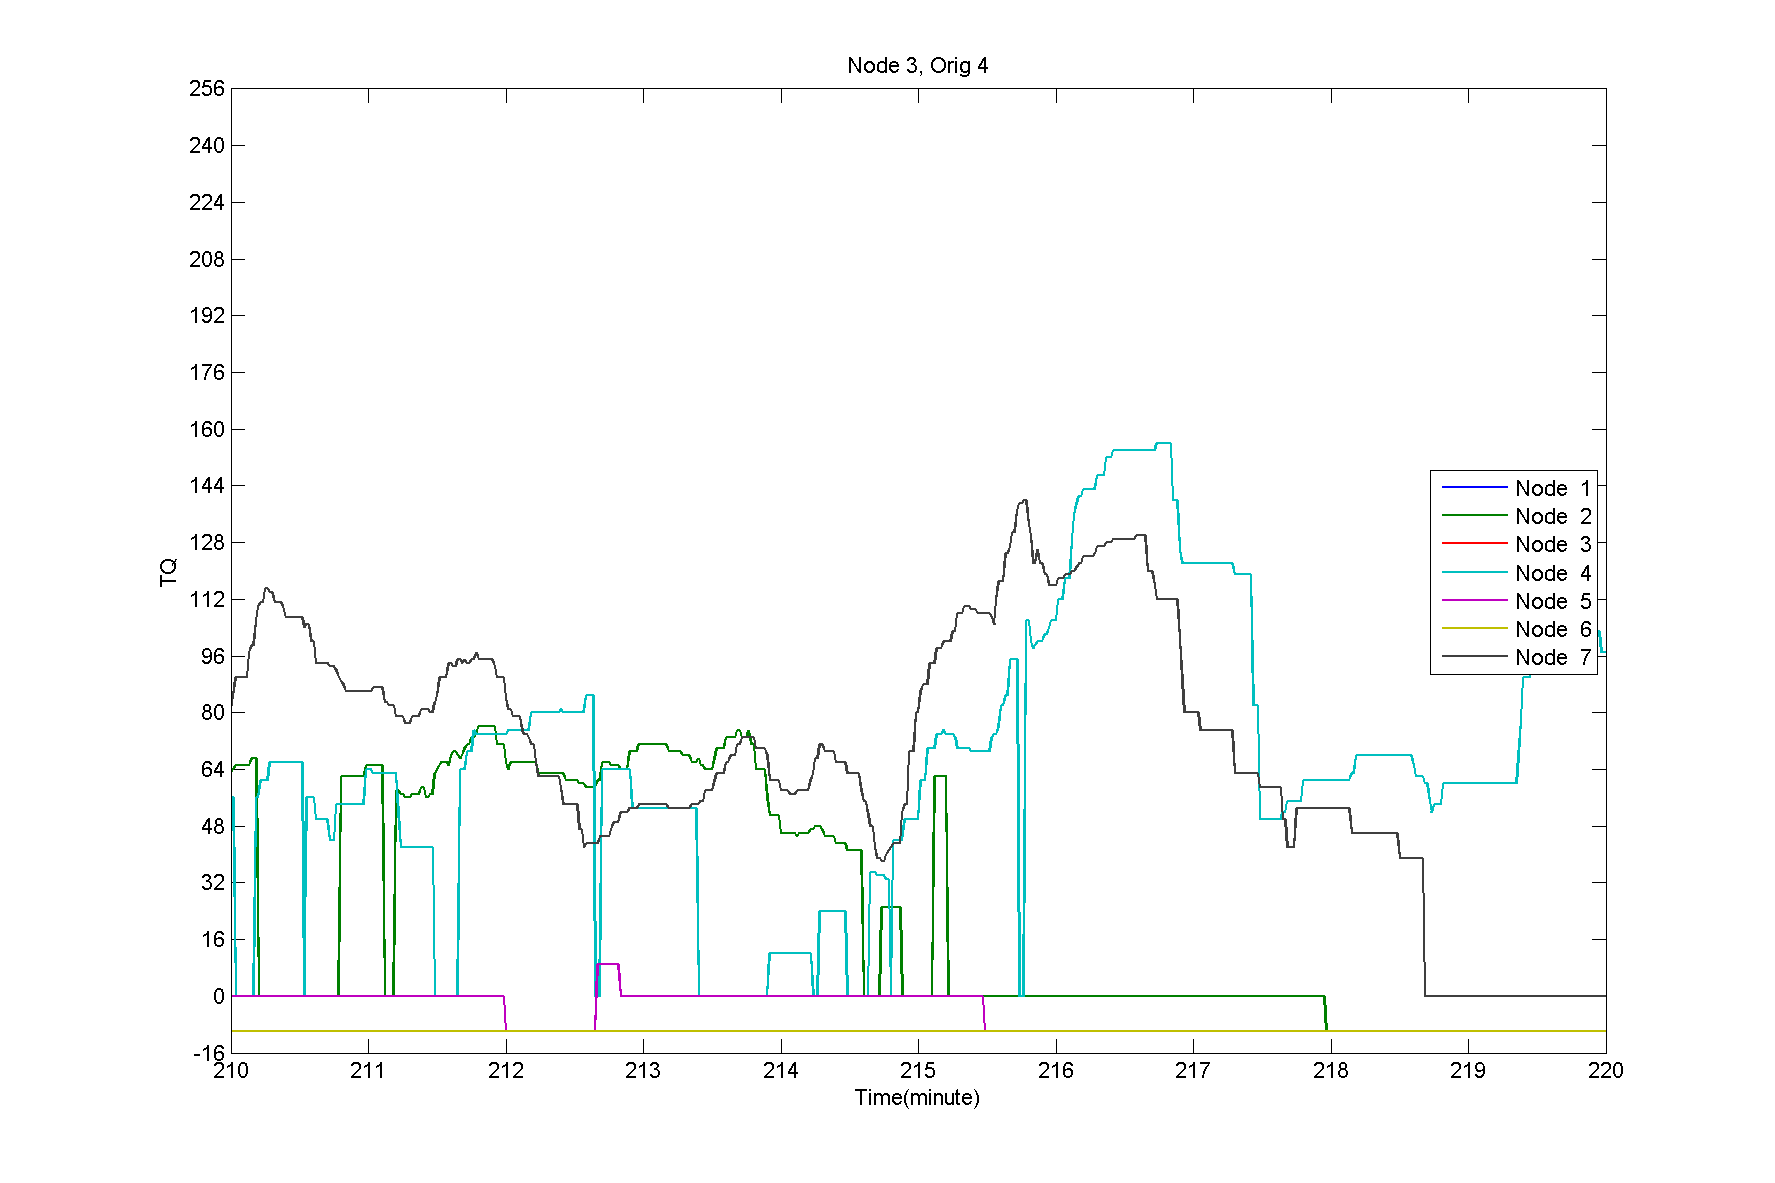 Node 3, Orig 4
256
240
224
208
192
176
160
144
128
112
96
80
64
48
32
16
0
-16
TQ
210 211 212 213 214 215 216 217 218 219 220
Time(minute)
Node 1
Node 2
Node 3
Node 4
Node 5
Node 6
Node 7